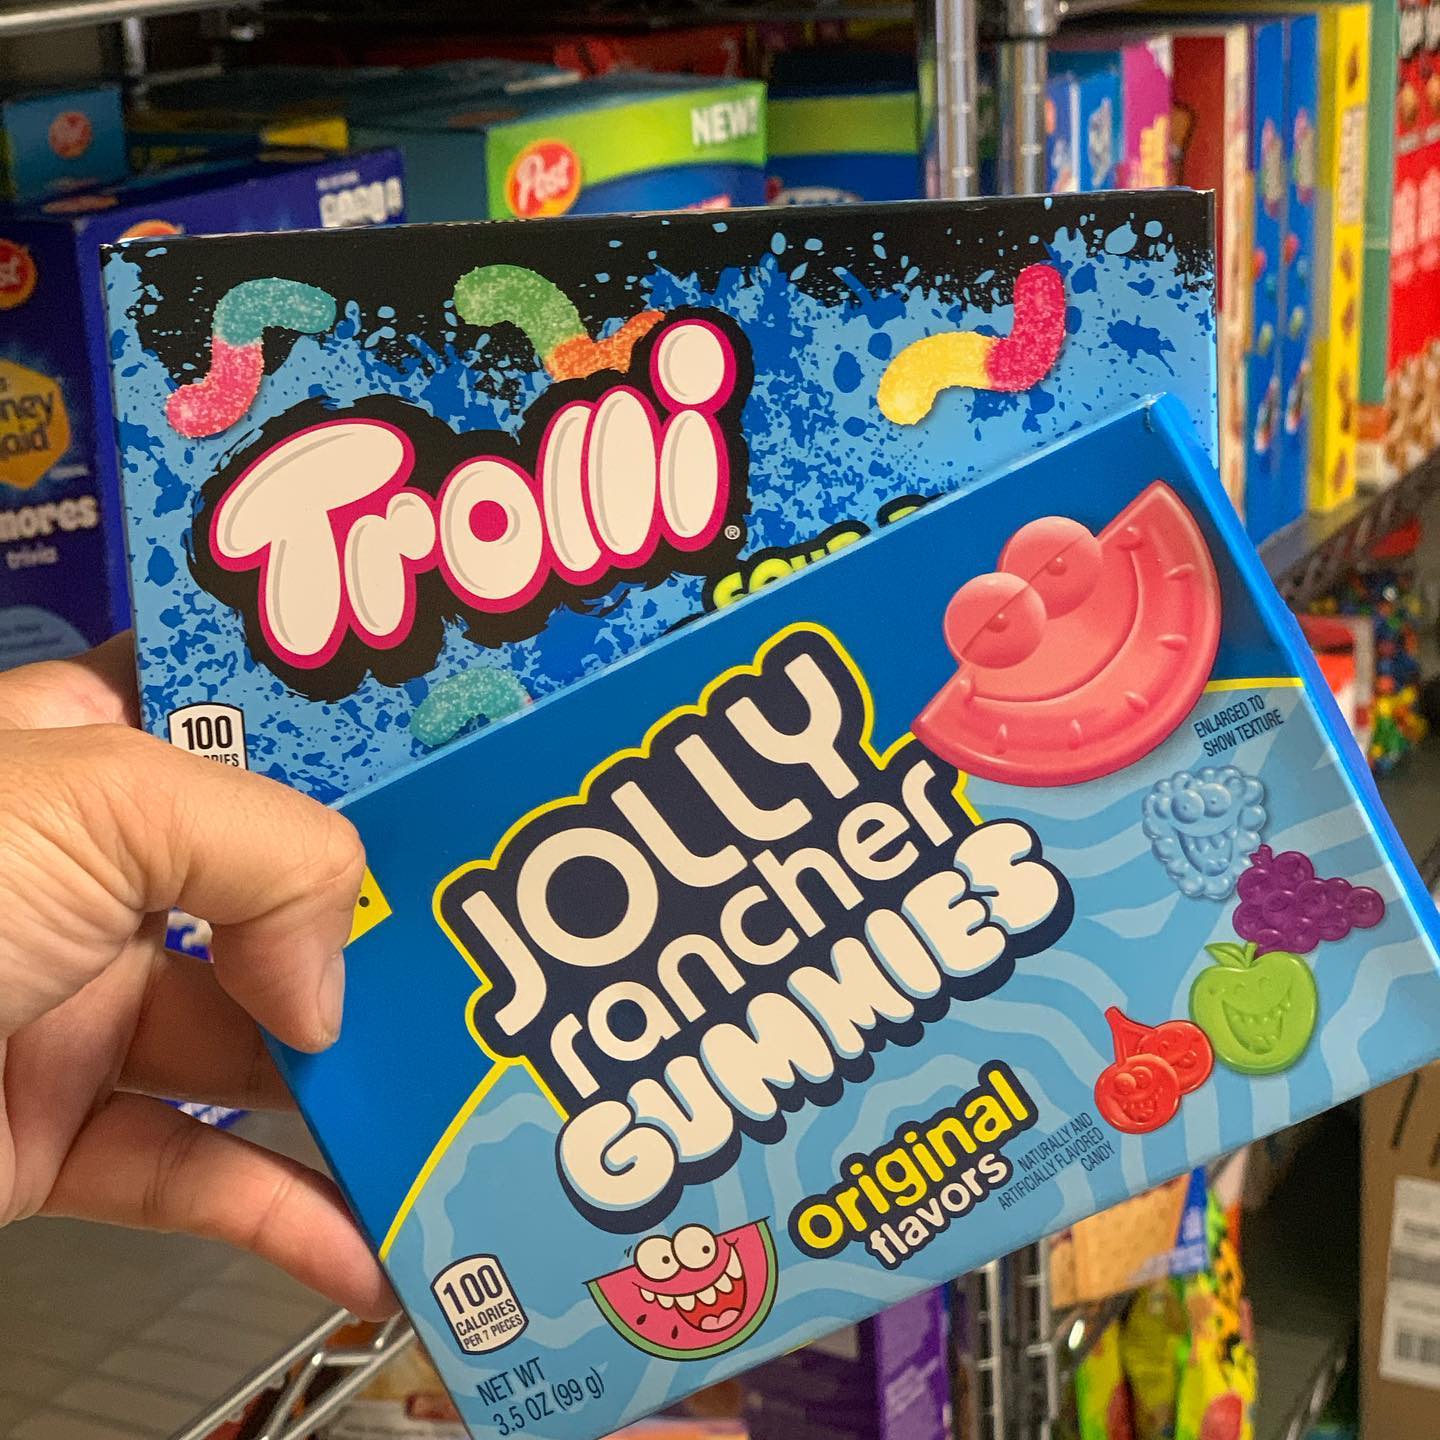 NEW!
Post
Trolli®
100
JOLLY
rancher
GUMMIES
original
flavors
NATURALLY AND
ARTIFICIALLY FLAVORED
CANDY
ENLARGED TO
SHOW TEXTURE
100
CALORIES
PER 7 PIECES
NET WT
3.5 OZ (99 g)